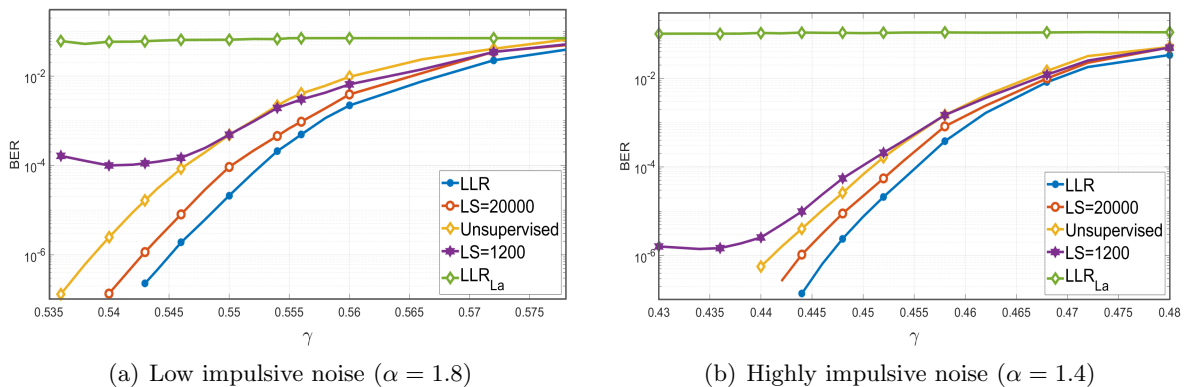 BER
10^-2
10^-4
10^-6
LLR
LS=20000
Unsupervised
LS=1200
LLR_La
0.535 0.54 0.545 0.55 0.555 0.56 0.565 0.57 0.575
γ
(a) Low impulsive noise (α = 1.8)
BER
10^-2
10^-4
10^-6
LLR
LS=20000
Unsupervised
LS=1200
LLR_La
0.43 0.435 0.44 0.445 0.45 0.455 0.46 0.465 0.47 0.475 0.48
γ
(b) Highly impulsive noise (α = 1.4)